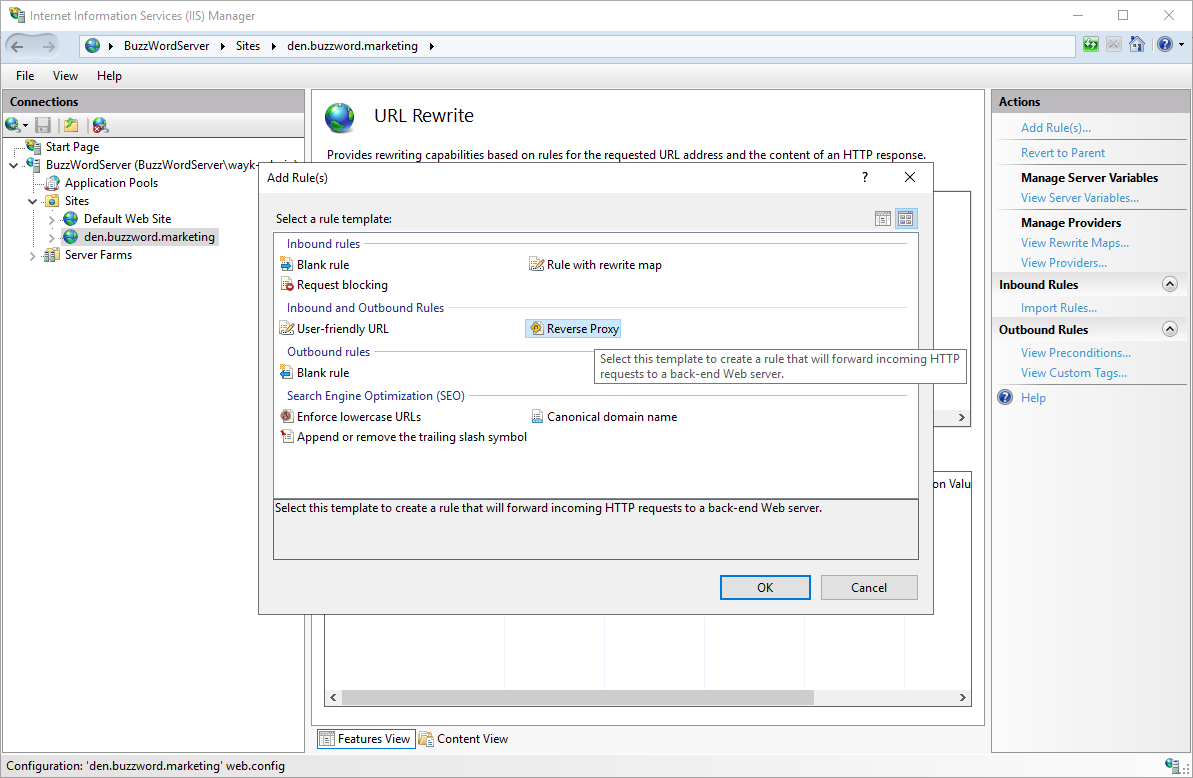 Internet Information Services (IIS) Manager
BuzzWordServer
Sites
den.buzzword.marketing
File View Help
Connections
Start Page
BuzzWordServer (BuzzWordServer\wayk-
Application Pools
Sites
Default Web Site
den.buzzword.marketing
Server Farms
URL Rewrite
Provides rewriting capabilities based on rules for the requested URL address and the content of an HTTP response.
Add Rule(s)
?
Select a rule template:
Inbound rules
Blank rule
Rule with rewrite map
Request blocking
Inbound and Outbound Rules
User-friendly URL
Reverse Proxy
Select this template to create a rule that will forward incoming HTTP
requests to a back-end Web server.
Outbound rules
Blank rule
Search Engine Optimization (SEO)
Enforce lowercase URLs
Canonical domain name
Append or remove the trailing slash symbol
Select this template to create a rule that will forward incoming HTTP requests to a back-end Web server.
OK
Cancel
on Valu
Features View
Content View
Actions
Add Rule(s)...
Revert to Parent
Manage Server Variables
View Server Variables...
Manage Providers
View Rewrite Maps...
View Providers...
Inbound Rules
Import Rules...
Outbound Rules
View Preconditions...
View Custom Tags...
Help
Configuration: 'den.buzzword.marketing' web.config